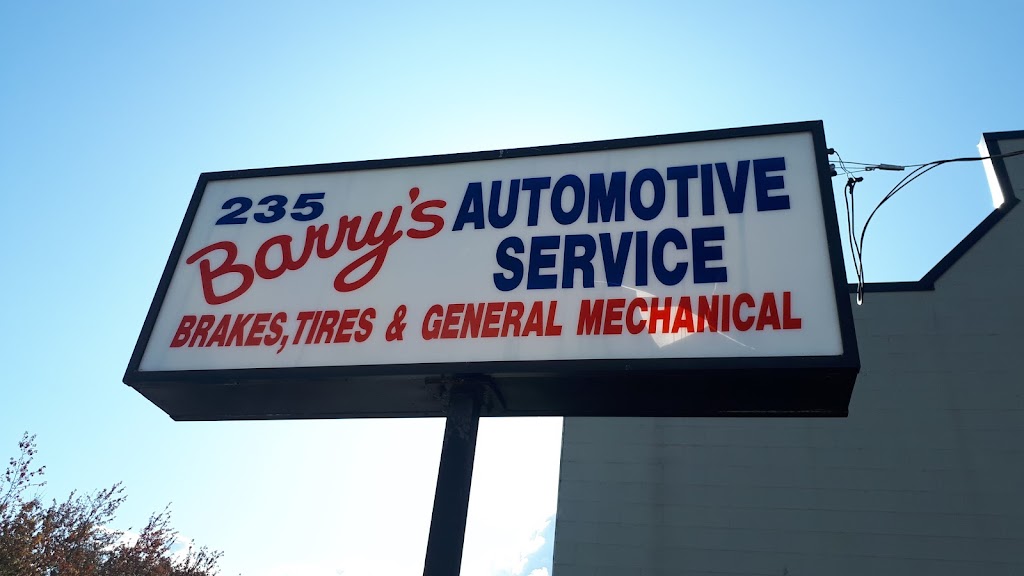 235
Barry's AUTOMOTIVE
SERVICE
BRAKES, TIRES & GENERAL MECHANICAL